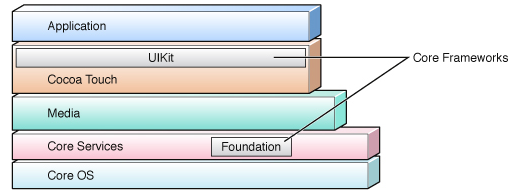 Application
UIKit
Core Frameworks
Cocoa Touch
Media
Core Services
Foundation
Core OS